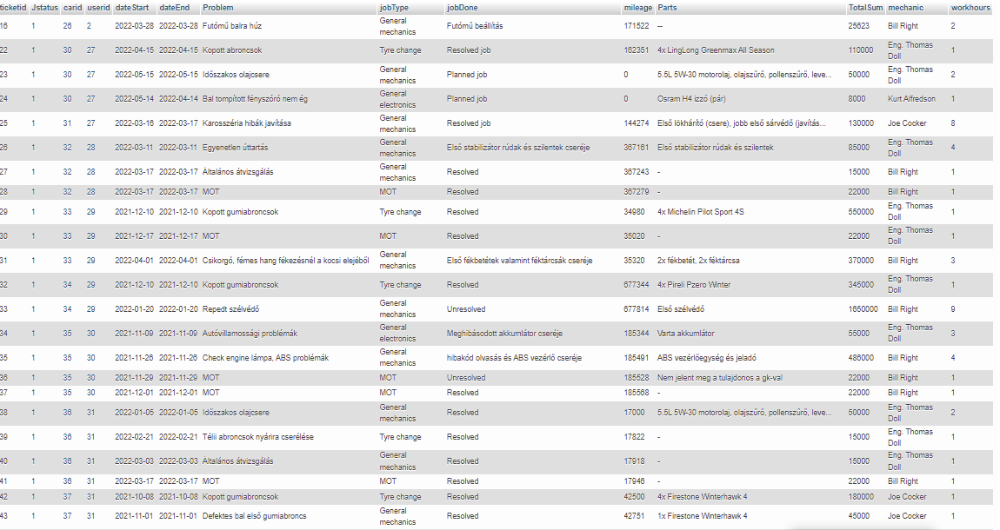 ticketid Jstatus carid userid dateStart dateEnd Problem jobType jobDone mileage Parts TotalSum mechanic workhours
16 1 26 2 2022-03-28 2022-03-28 Futómű balra húz General mechanics Futómű beállítás 171522 -- 25623 Bill Right 2
22 1 30 27 2022-04-15 2022-04-15 Kopott abroncsok Tyre change Resolved job 162351 4x LingLong Greenmax All Season 110000 Eng. Thomas Doll 1
23 1 30 27 2022-05-15 2022-05-15 Időszakos olajcsere General mechanics Planned job 0 5.5L 5W-30 motorolaj, olajszűrő, pollenszűrő, leve... 50000 Eng. Thomas Doll 2
24 1 30 27 2022-05-14 2022-04-14 Bal tompított fényszóró nem ég General electronics Planned job 0 Osram H4 izzó (pár) 8000 Kurt Alfredson 1
25 1 31 27 2022-03-16 2022-03-17 Karosszéria hibák javítása General mechanics Resolved job 144274 Első lökhárító (csere), jobb első sárvédő (javítás... 130000 Joe Cocker 8
26 1 32 28 2022-03-11 2022-03-11 Egyenetlen úttartás General mechanics Első stabilizátor rúdak és szilentek cseréje 367161 Első stabilizátor rúdak és szilentek 85000 Eng. Thomas Doll 4
27 1 32 28 2022-03-17 2022-03-17 Általános átvizsgálás General mechanics Resolved 367243 - 15000 Bill Right 1
28 1 32 28 2022-03-17 2022-03-17 MOT MOT Resolved 367279 - 22000 Bill Right 1
29 1 33 29 2021-12-10 2021-12-10 Kopott gumiabroncsok Tyre change Resolved 34980 4x Michelin Pilot Sport 4S 550000 Eng. Thomas Doll 1
30 1 33 29 2021-12-17 2021-12-17 MOT MOT Resolved 35020 - 22000 Eng. Thomas Doll 1
31 1 33 29 2022-04-01 2022-04-01 Csikorgó, fémes hang fékezésnél a kocsi elejéből General mechanics Első fékbetétek valamint féktárcsák cseréje 35320 2x fékbetét, 2x féktárcsa 370000 Bill Right 3
32 1 34 29 2021-12-10 2021-12-10 Kopott gumiabroncsok Tyre change Resolved 677344 4x Pireli Pzero Winter 345000 Eng. Thomas Doll 1
33 1 34 29 2022-01-20 2022-01-20 Repedt szélvédő General mechanics Unresolved 677814 Első szélvédő 1650000 Bill Right 9
34 1 35 30 2021-11-09 2021-11-09 Autóvillamossági problémák General electronics Meghibásodott akkumlátor cseréje 185344 Varta akkumlátor 55000 Eng. Thomas Doll 3
35 1 35 30 2021-11-26 2021-11-26 Check engine lámpa, ABS problémák General mechanics hibakód olvasás és ABS vezérlő cseréje 185491 ABS vezérlőegység és jeladó 486000 Bill Right 4
36 1 35 30 2021-11-29 2021-11-29 MOT MOT Unresolved 185528 Nem jelent meg a tulajdonos a gk-val 22000 Bill Right 1
37 1 35 30 2021-12-01 2021-12-01 MOT MOT Resolved 185568 - 22000 Bill Right 1
38 1 36 31 2022-01-05 2022-01-05 Időszakos olajcsere General mechanics Resolved 17000 5.5L 5W-30 motorolaj, olajszűrő, pollenszűrő, leve... 50000 Eng. Thomas Doll 2
39 1 36 31 2022-02-21 2022-02-21 Télii abroncsok nyárira cserélése Tyre change Resolved 17822 - 15000 Eng. Thomas Doll 1
40 1 36 31 2022-03-03 2022-03-03 Általános átvizsgálás General mechanics Resolved 17918 - 15000 Eng. Thomas Doll 1
41 1 36 31 2022-03-17 2022-03-17 MOT MOT Resolved 17946 - 22000 Bill Right 1
42 1 37 31 2021-10-08 2021-10-08 Kopott gumiabroncsok Tyre change Resolved 42500 4x Firestone Winterhawk 4 180000 Joe Cocker 1
43 1 37 31 2021-11-01 2021-11-01 Defektes bal első gumiabroncs General mechanics Resolved 42751 1x Firestone Winterhawk 4 45000 Joe Cocker 1